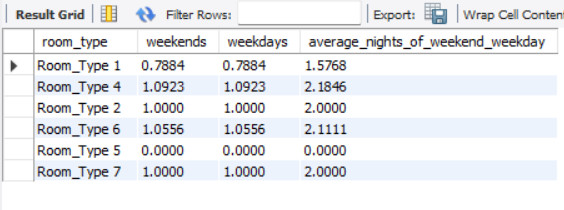 Result Grid Filter Rows: Export: Wrap Cell Conten
room_type weekends weekdays average_nights_of_weekend_weekday
Room_Type 1 0.7884 0.7884 1.5768
Room_Type 4 1.0923 1.0923 2.1846
Room_Type 2 1.0000 1.0000 2.0000
Room_Type 6 1.0556 1.0556 2.1111
Room_Type 5 0.0000 0.0000 0.0000
Room_Type 7 1.0000 1.0000 2.0000